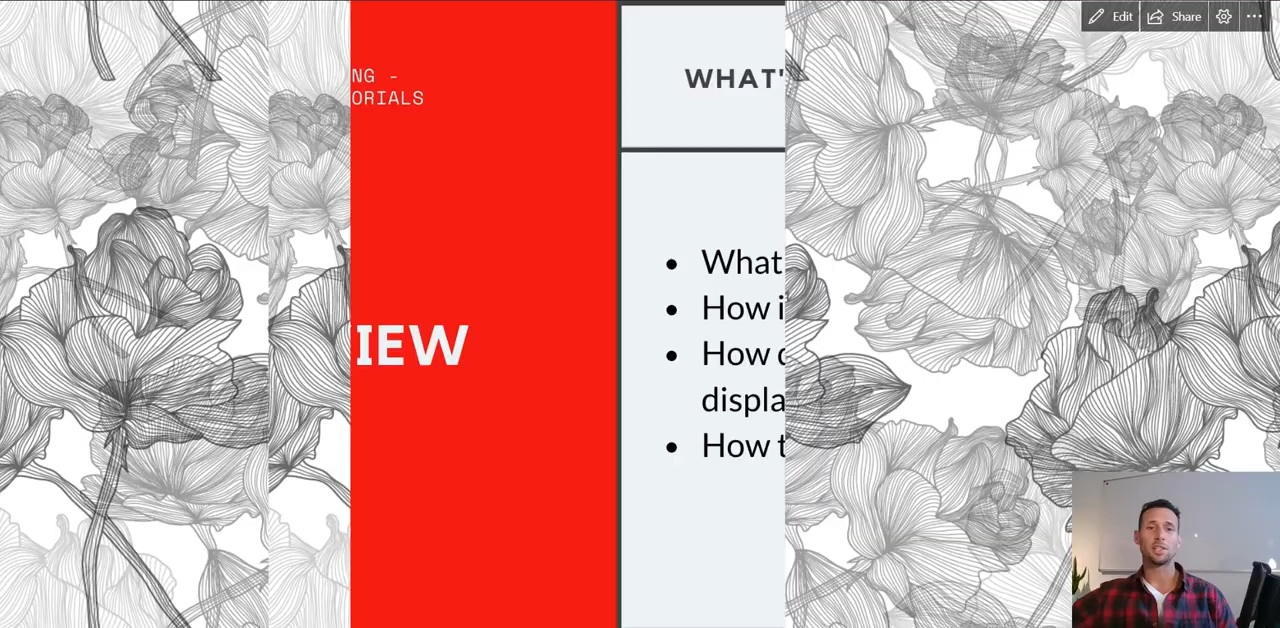 Edit Share
NG -
ORIALS
IEW
WHAT'
• What
• How i
• How
displa
• How t